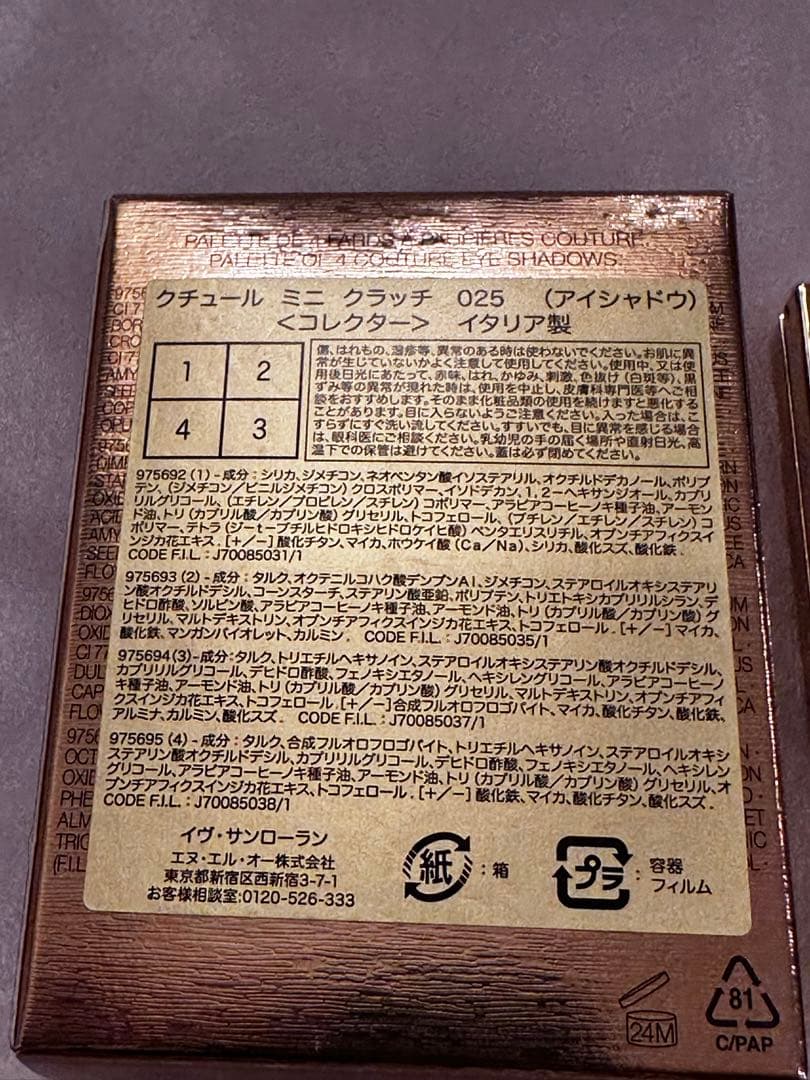 PALETTE DE 4 FARDS À PAUPIÈRES COUTURE.
PALETTE OF 4 COUTURE EYE SHADOWS.
クチュール ミニ クラッチ 025 (アイシャドウ)
<コレクター> イタリア製
1 2
4 3
傷、はれもの、湿疹等、異常のある時は使わないでください。お肌に異
常が生じていないかよく注意して使用してください。使用中、又は使
用後日光にあたって、赤味、はれ、かゆみ、刺激、色抜け(白斑等)、黒
ずみ等の異常が現れた時は、使用を中止し、皮膚科専門医等へご相
談をおすすめします。そのまま化粧品類の使用を続けますと悪化する
ことがあります。目に入らないようご注意ください。入った場合は、こ
すらずにすぐ洗い流してください。すすいでも、目に異常を感じる場合
は、眼科医にご相談ください。乳幼児の手の届く場所や直射日光、高
温下での保管は避けてください。蓋は必ず閉めてください。
975692 (1) -成分:シリカ、ジメチコン、ネオペンタン酸イソステアリル、オクチルドデカノール、ポリブ
テン、(ジメチコン/ビニルジメチコン)クロスポリマー、イソドデカン、1,2-ヘキサンジオール、カプリ
リルグリコール、(エチレン/プロピレン/スチレン)コポリマー、アラビアコーヒーノキ種子油、アーモン
ド油、トリ(カプリル酸/カプリン酸)グリセリル、トコフェロール、(ブチレン/エチレン/スチレン)コ
ポリマー、テトラ(ジーtーブチルヒドロキシヒドロケイヒ酸)ペンタエリスリチル、オプンチアフィクスイ
ンジカ花エキス. [+/-] 酸化チタン、マイカ、ホウケイ酸(Ca/Na)、シリカ、酸化スズ、酸化鉄.
CODE F.I.L.:J70085031/1
975693 (2) -成分:タルク、オクテニルコハク酸デンプンAl、ジメチコン、ステアロイルオキシステアリ
ン酸オクチルドデシル、コーンスターチ、ステアリン酸亜鉛、ポリブテン、トリエトキシカプリリルシラン、デ
ヒドロ酢酸、ソルビン酸、アラビアコーヒーノキ種子油、アーモンド油、トリ(カプリル酸/カプリン酸)グ
リセリル、マルトデキストリン、オプンチアフィクスインジカ花エキス、トコフェロール. [+/-] マイカ、
酸化鉄、マンガンバイオレット、カルミン. CODE F.I.L.:J70085035/1
975694(3)-成分:タルク、トリエチルヘキサノイン、ステアロイルオキシステアリン酸オクチルドデシル、
カプリリルグリコール、デヒドロ酢酸、フェノキシエタノール、ヘキシレングリコール、アラビアコーヒーノ
キ種子油、アーモンド油、トリ(カプリル酸/カプリン酸)グリセリル、マルトデキストリン、オプンチアフィ
クスインジカ花エキス、トコフェロール. [+/-]合成フルオロフロゴパイト、マイカ、酸化チタン、酸化鉄、
アルミナ、カルミン、酸化スズ. CODE F.I.L.:J70085037/1
975695 (4) -成分:タルク、合成フルオロフロゴパイト、トリエチルヘキサノイン、ステアロイルオキシ
ステアリン酸オクチルドデシル、カプリリルグリコール、デヒドロ酢酸、フェノキシエタノール、ヘキシレン
グリコール、アラビアコーヒーノキ種子油、アーモンド油、トリ(カプリル酸/カプリン酸)グリセリル、オ
プンチアフィクスインジカ花エキス、トコフェロール. [+/-] 酸化鉄、マイカ、酸化チタン、酸化スズ.
CODE F.I.L.:J70085038/1
イヴ・サンローラン
エヌ・エル・オー株式会社
東京都新宿区西新宿3-7-1
お客様相談室:0120-526-333
紙:箱
プラ:容器
フィルム
24M
81
C/PAP